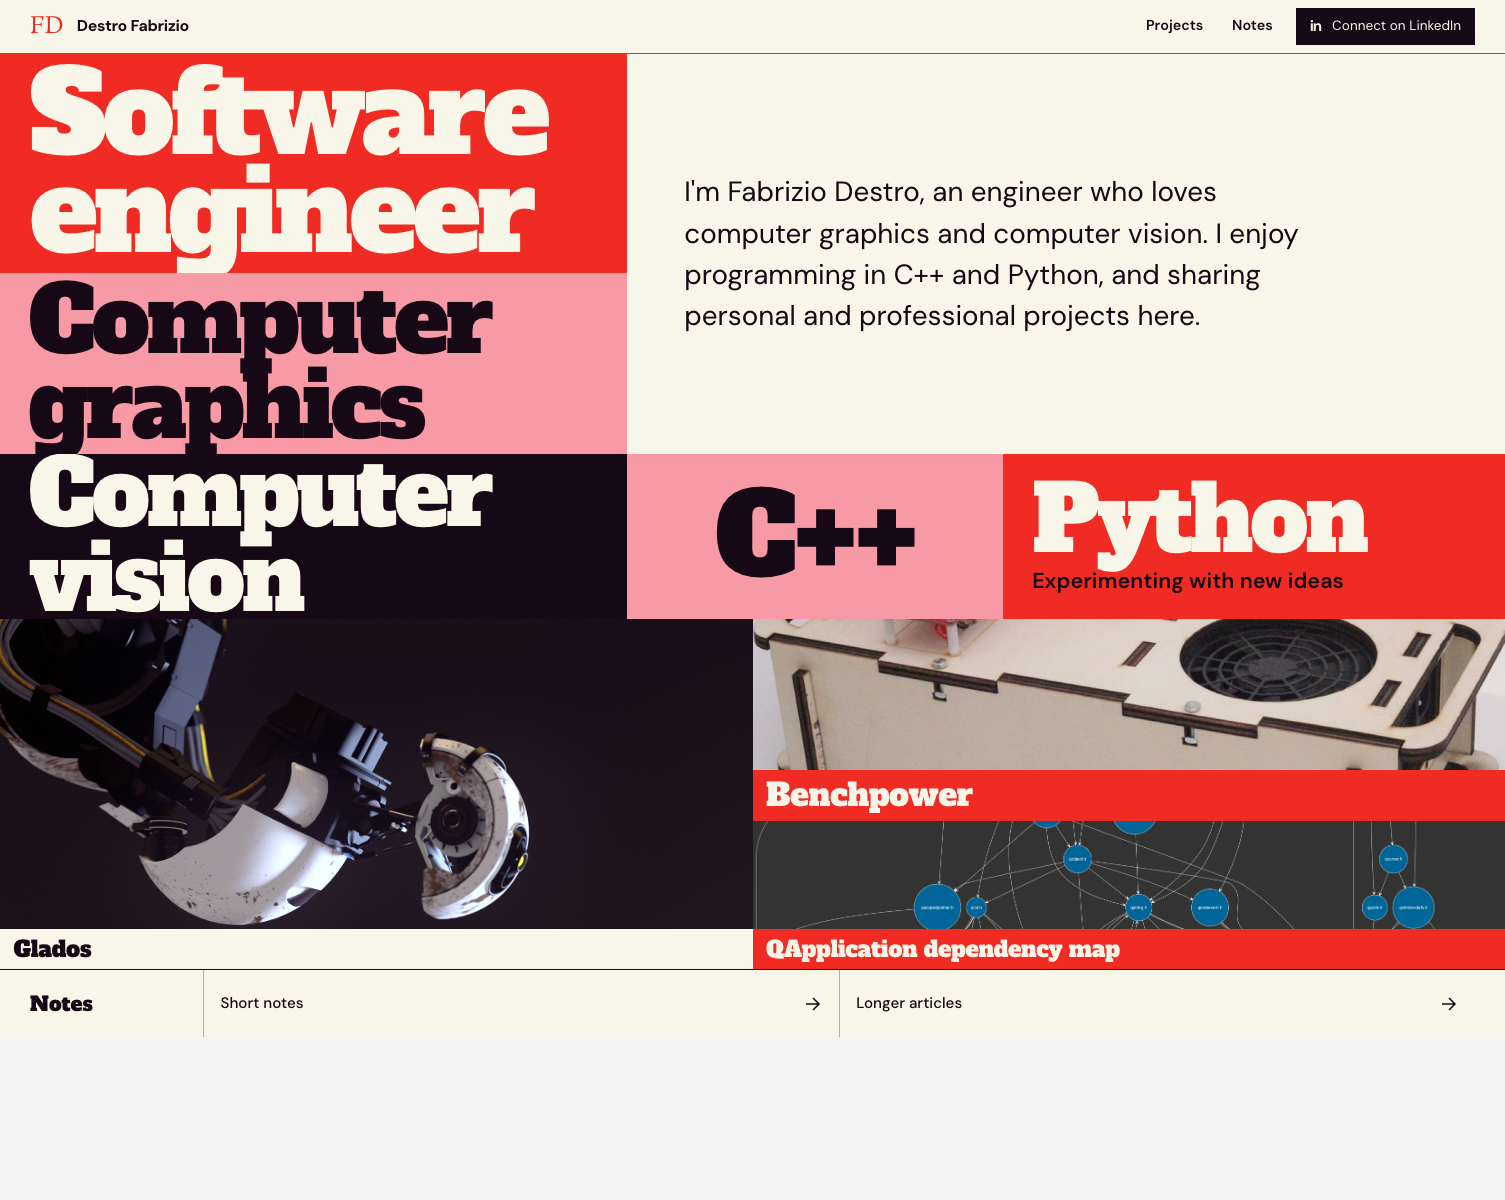 FD Destro Fabrizio
Projects
Notes
in Connect on LinkedIn
Software
engineer
Computer
graphics
Computer
vision
I'm Fabrizio Destro, an engineer who loves
computer graphics and computer vision. I enjoy
programming in C++ and Python, and sharing
personal and professional projects here.
C++
Python
Experimenting with new ideas
Glados
Benchpower
QApplication dependency map
Notes
Short notes
Longer articles